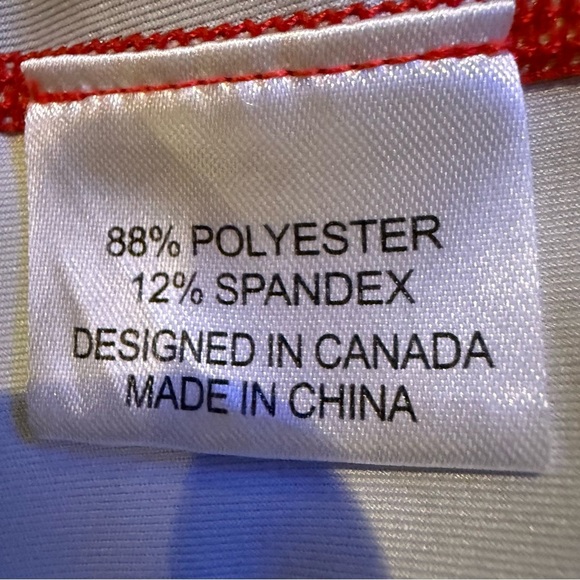 88% POLYESTER
12% SPANDEX
DESIGNED IN CANADA
MADE IN CHINA